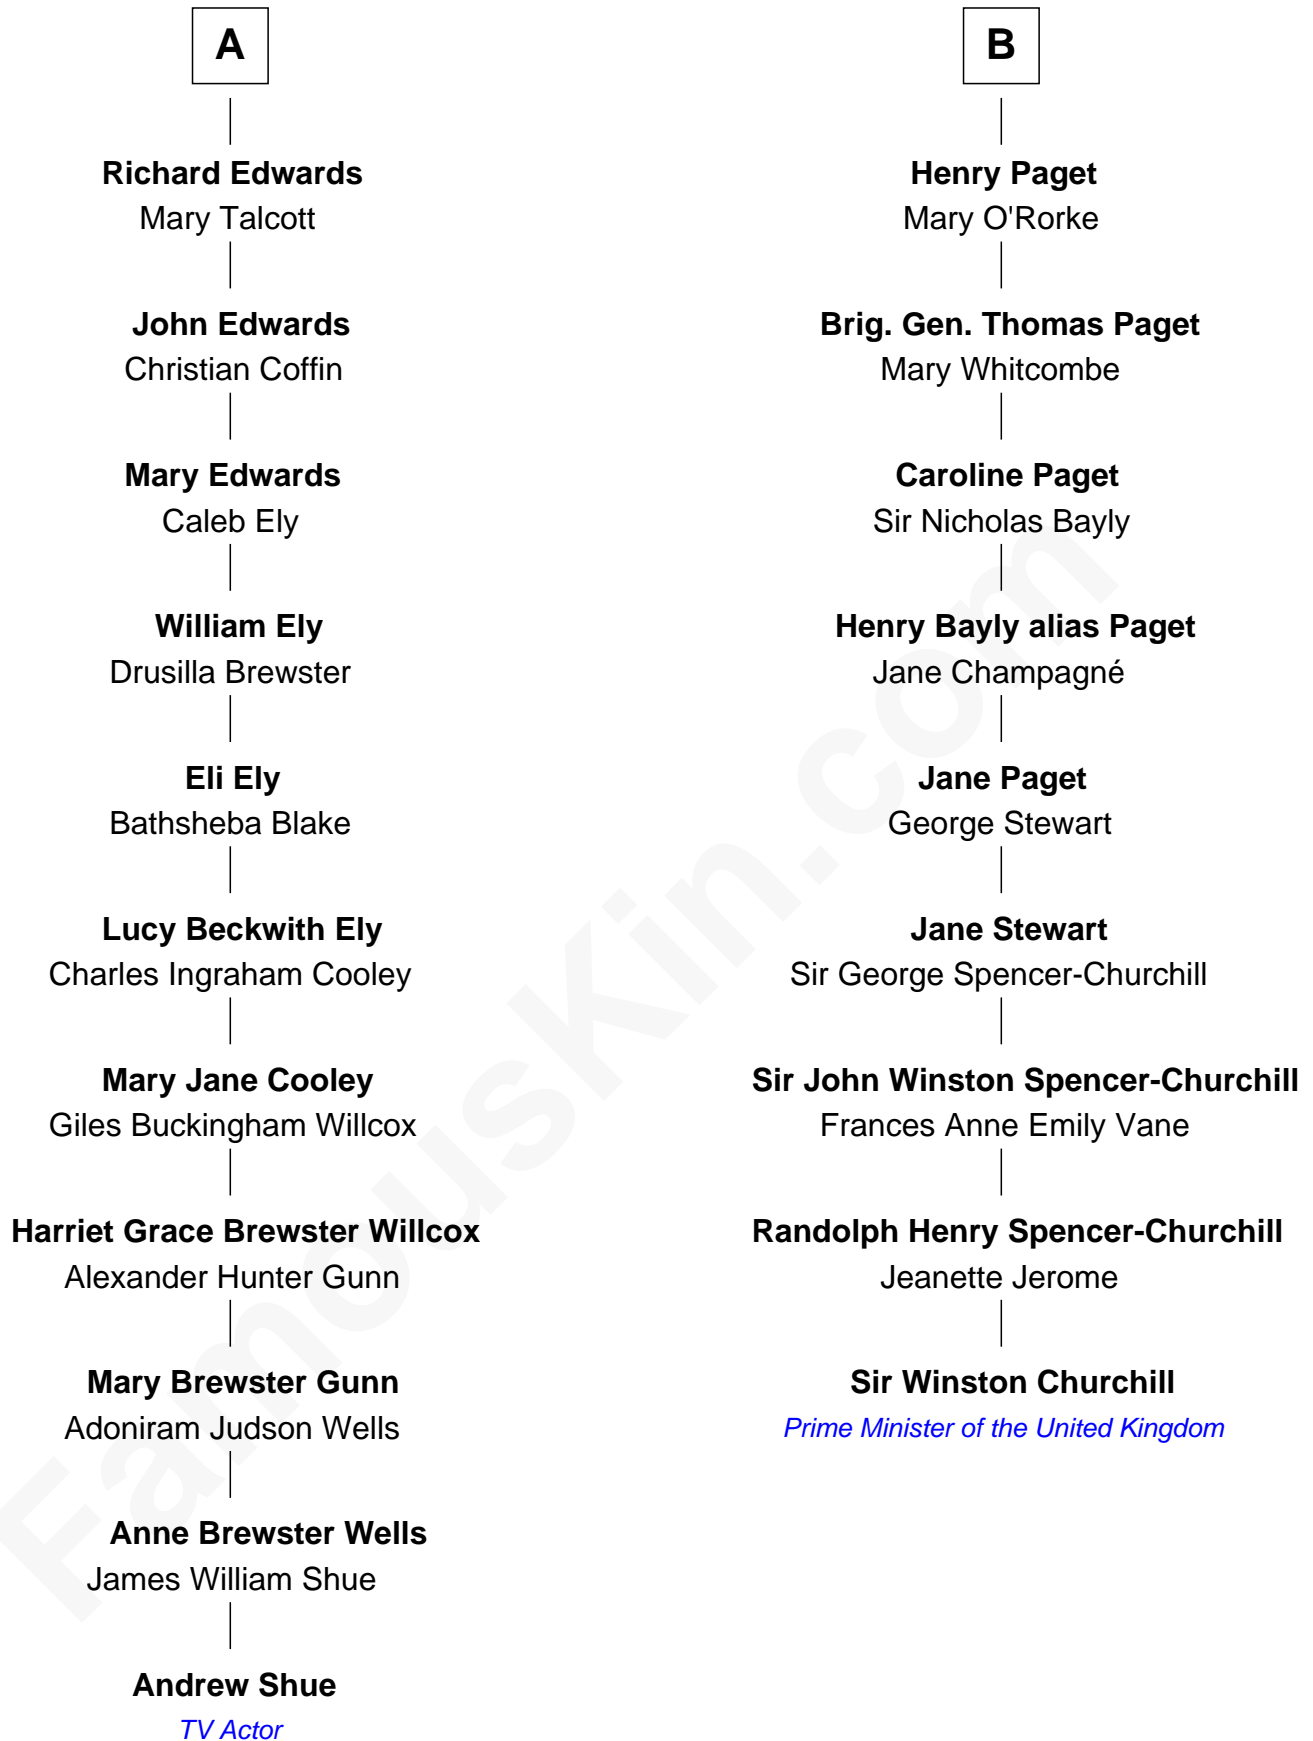 A
Richard Edwards
Mary Talcott
John Edwards
Christian Coffin
Mary Edwards
Caleb Ely
William Ely
Drusilla Brewster
Eli Ely
Bathsheba Blake
Lucy Beckwith Ely
Charles Ingraham Cooley
Mary Jane Cooley
Giles Buckingham Willcox
Harriet Grace Brewster Willcox
Alexander Hunter Gunn
Mary Brewster Gunn
Adoniram Judson Wells
Anne Brewster Wells
James William Shue
Andrew Shue
TV Actor
B
Henry Paget
Mary O'Rorke
Brig. Gen. Thomas Paget
Mary Whitcombe
Caroline Paget
Sir Nicholas Bayly
Henry Bayly alias Paget
Jane Champagné
Jane Paget
George Stewart
Jane Stewart
Sir George Spencer-Churchill
Sir John Winston Spencer-Churchill
Frances Anne Emily Vane
Randolph Henry Spencer-Churchill
Jeanette Jerome
Sir Winston Churchill
Prime Minister of the United Kingdom
FamousKin.com